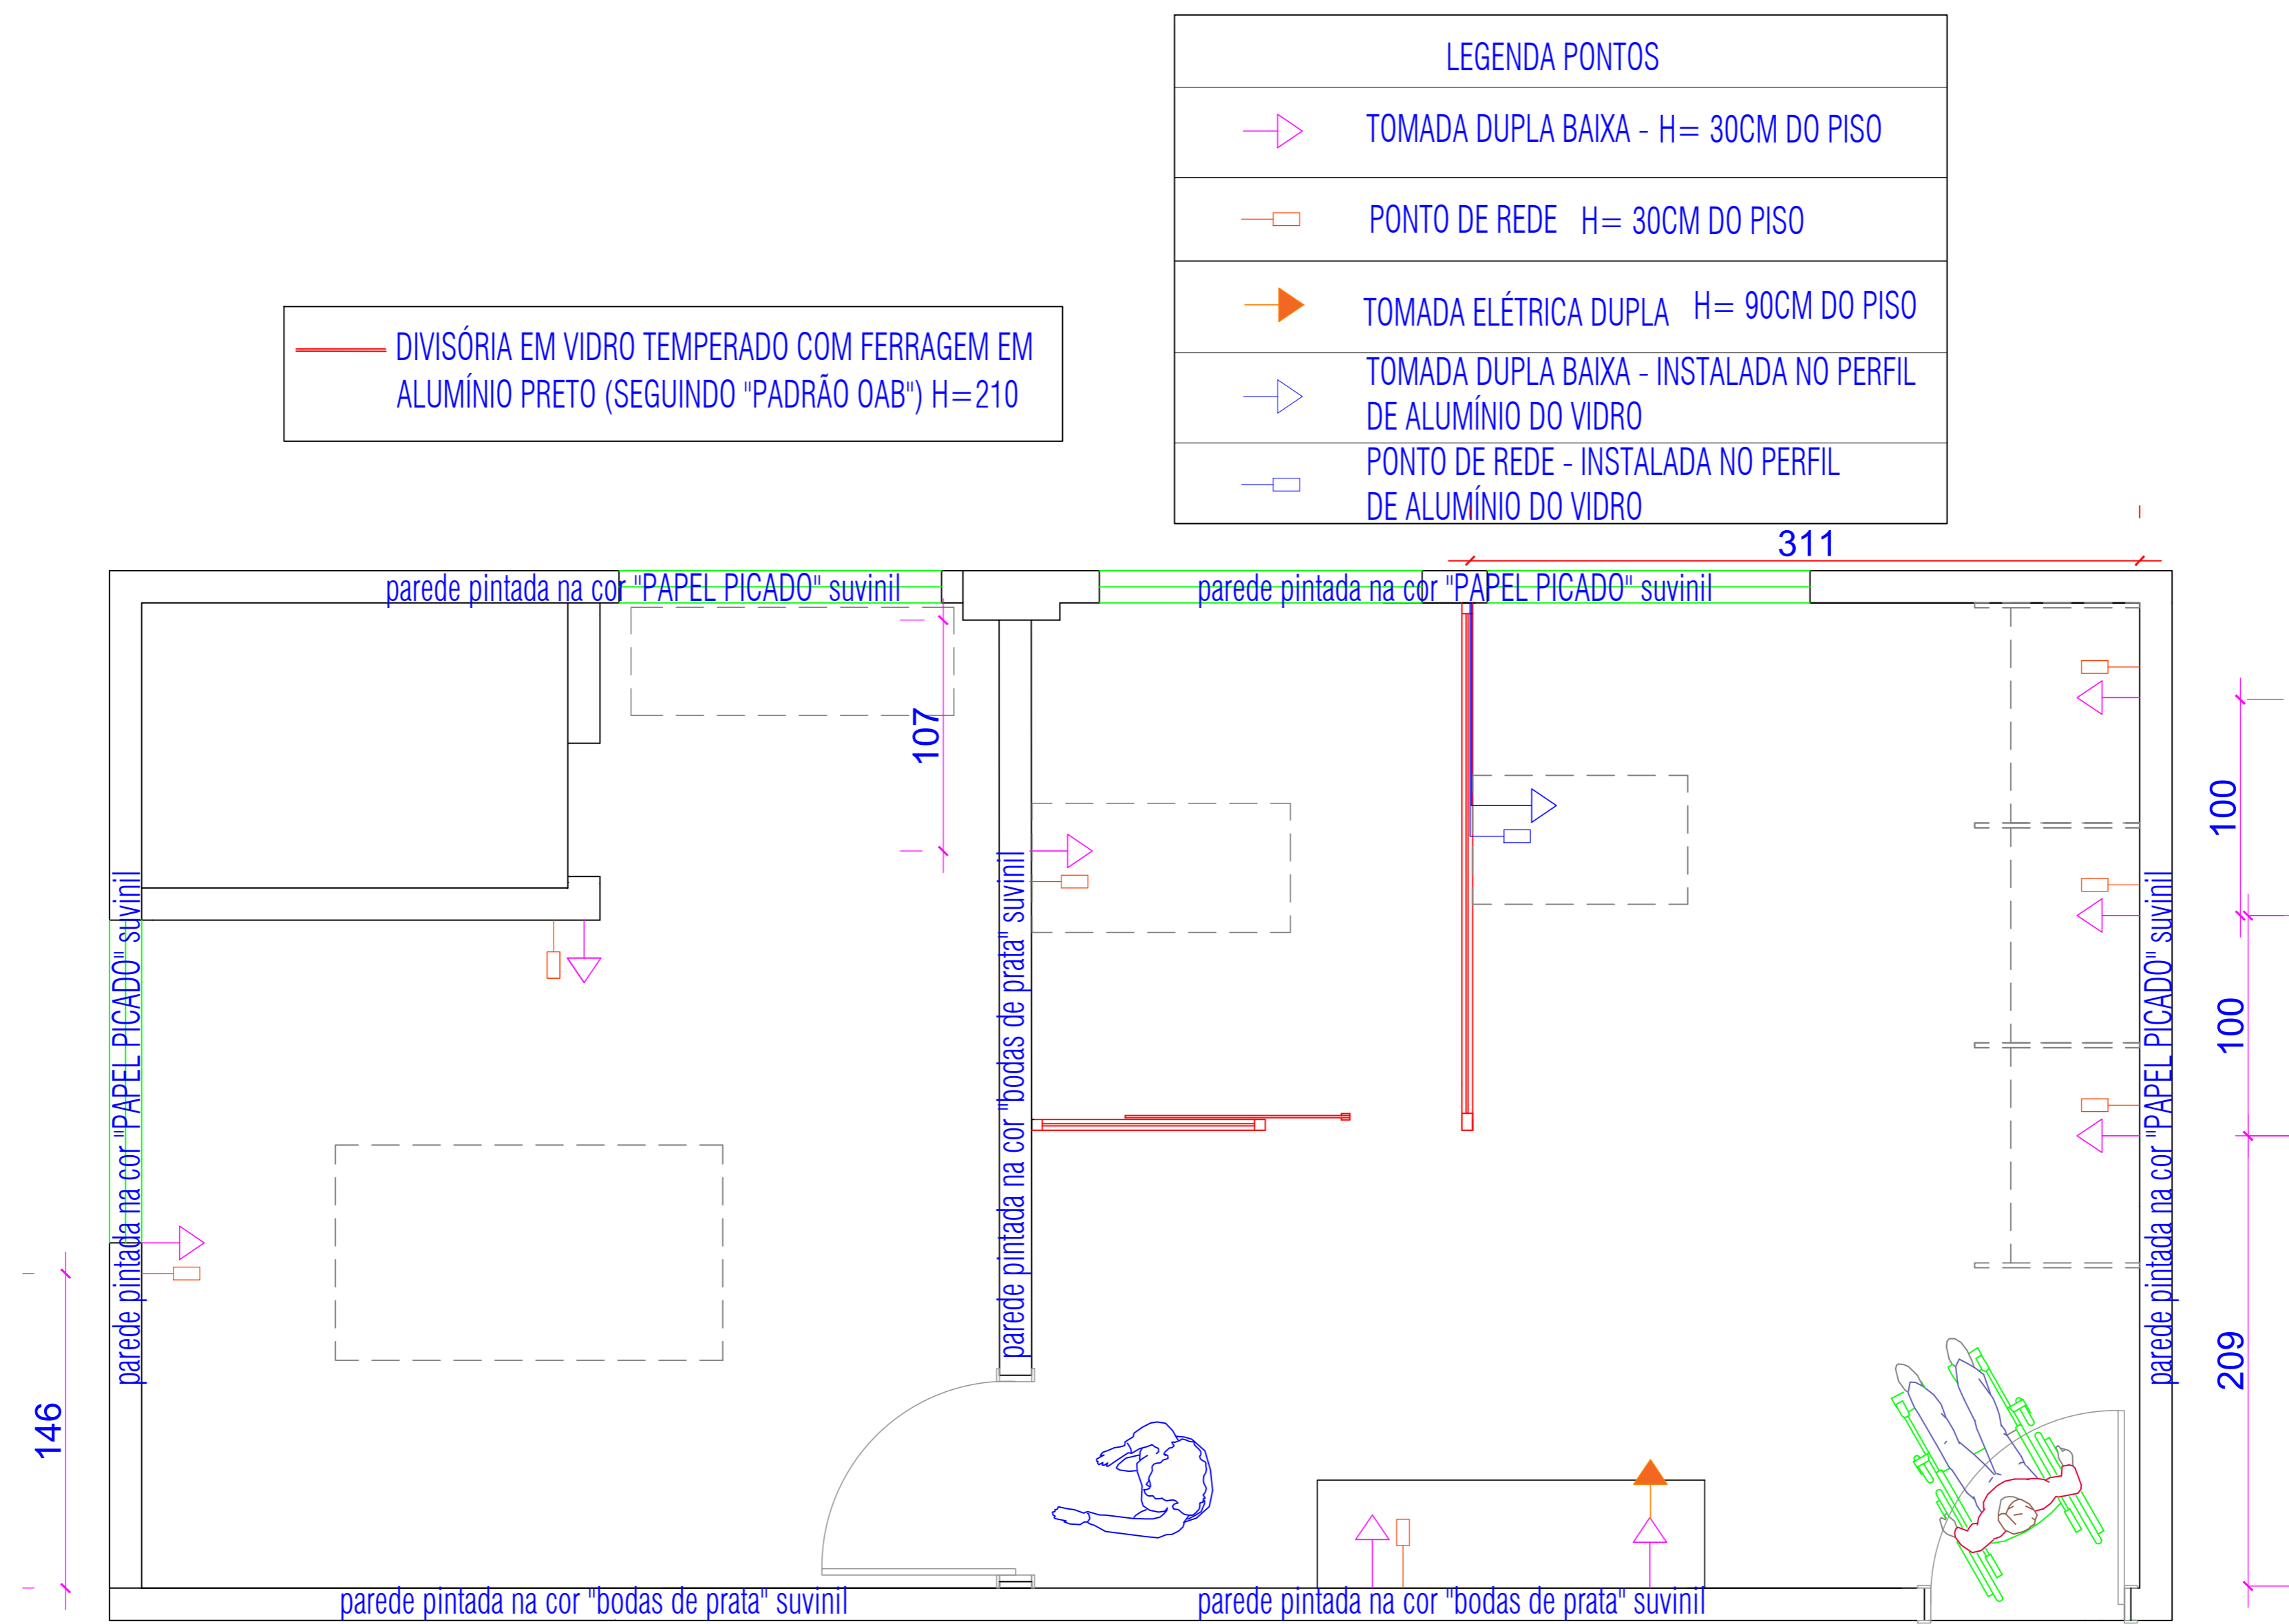 LEGENDA PONTOS
TOMADA DUPLA BAIXA - H= 30CM DO PISO
PONTO DE REDE H= 30CM DO PISO
TOMADA ELÉTRICA DUPLA H= 90CM DO PISO
TOMADA DUPLA BAIXA - INSTALADA NO PERFIL
DE ALUMÍNIO DO VIDRO
PONTO DE REDE - INSTALADA NO PERFIL
DE ALUMÍNIO DO VIDRO
DIVISÓRIA EM VIDRO TEMPERADO COM FERRAGEM EM
ALUMÍNIO PRETO (SEGUINDO "PADRÃO OAB") H=210
311
parede pintada na cor "PAPEL PICADO" suvinil
parede pintada na cor "PAPEL PICADO" suvinil
107
100
parede pintada na cor "PAPEL PICADO" suvinil
parede pintada na cor "bodas de prata" suvinil
parede pintada na cor "PAPEL PICADO" suvinil
100
209
146
parede pintada na cor "bodas de prata" suvinil
parede pintada na cor "bodas de prata" suvinil